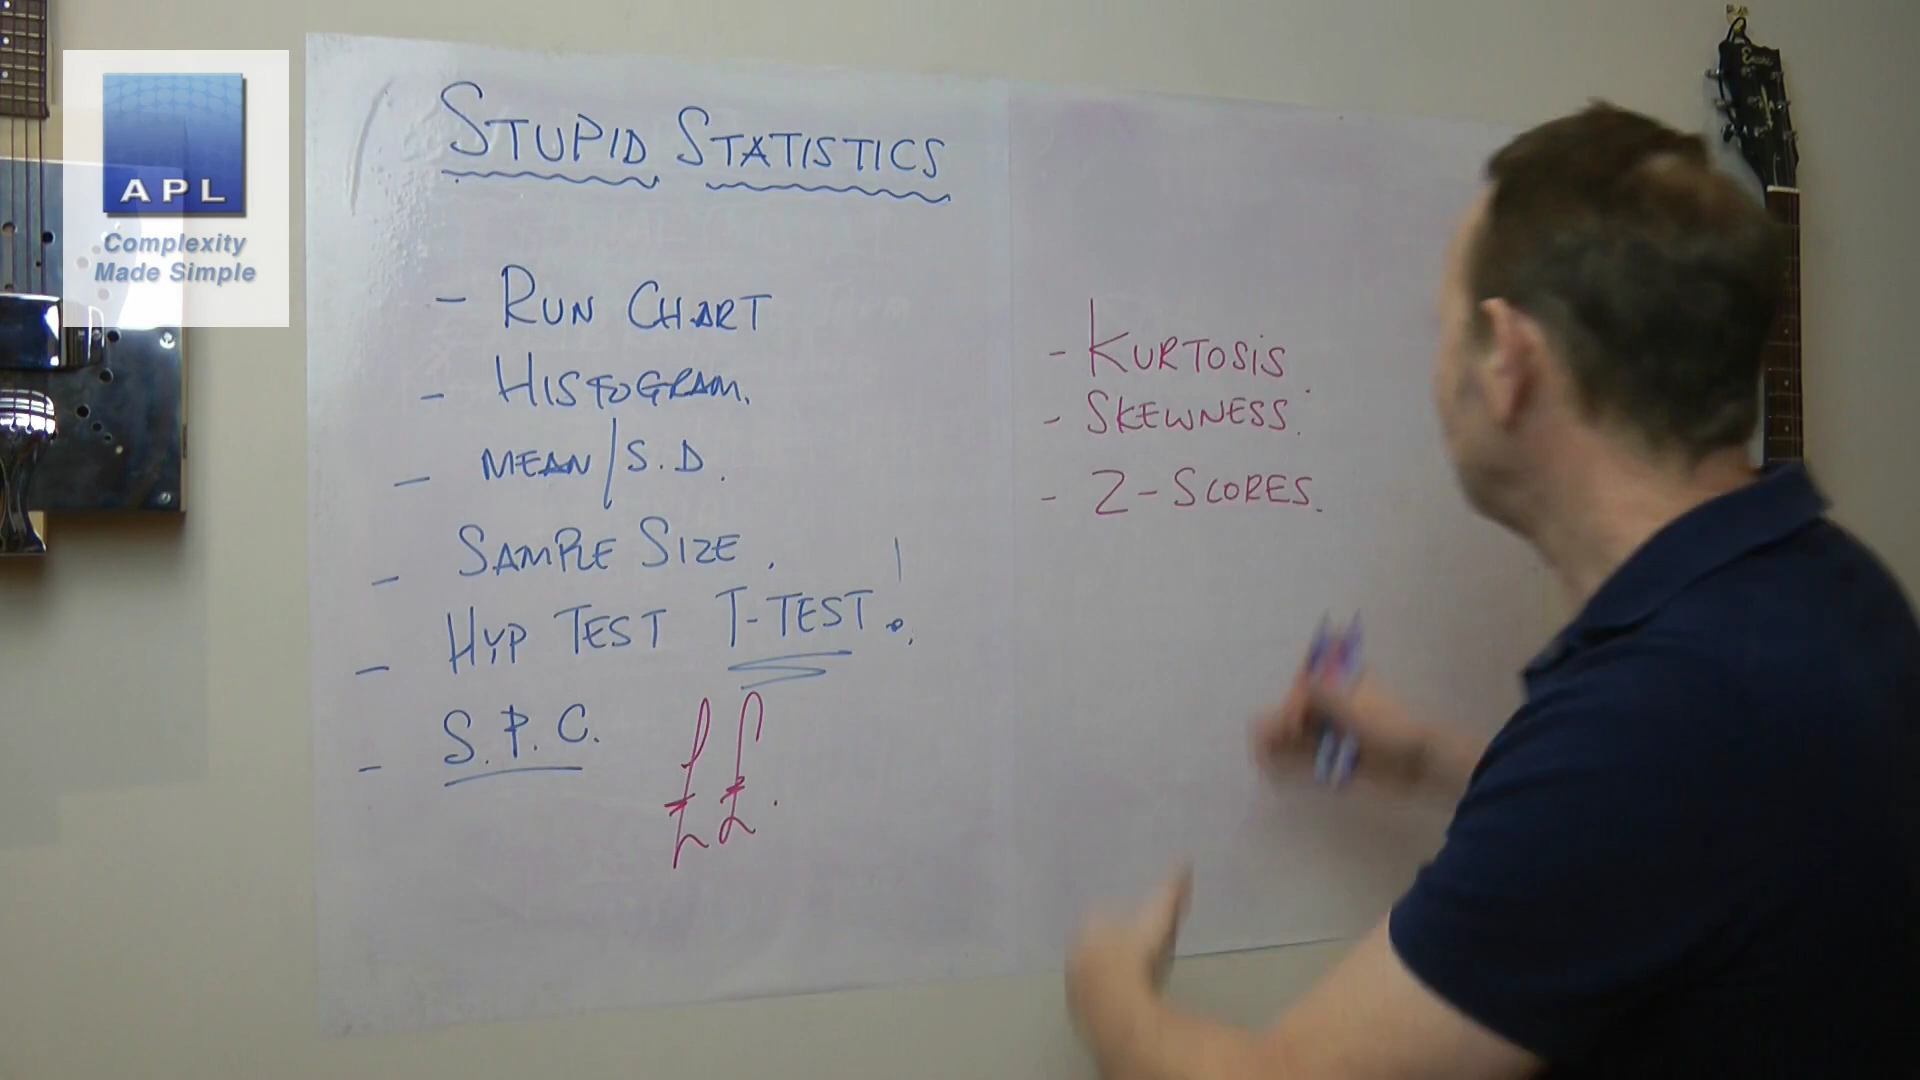 APL
Complexity
Made Simple
STUPID STATISTICS
- RUN CHART
- HISTOGRAM.
- MEAN/S.D.
- SAMPLE SIZE.
- HYP TEST T-TEST!
- S.P.C. ££.
- KURTOSIS
- SKEWNESS.
- Z-SCORES.